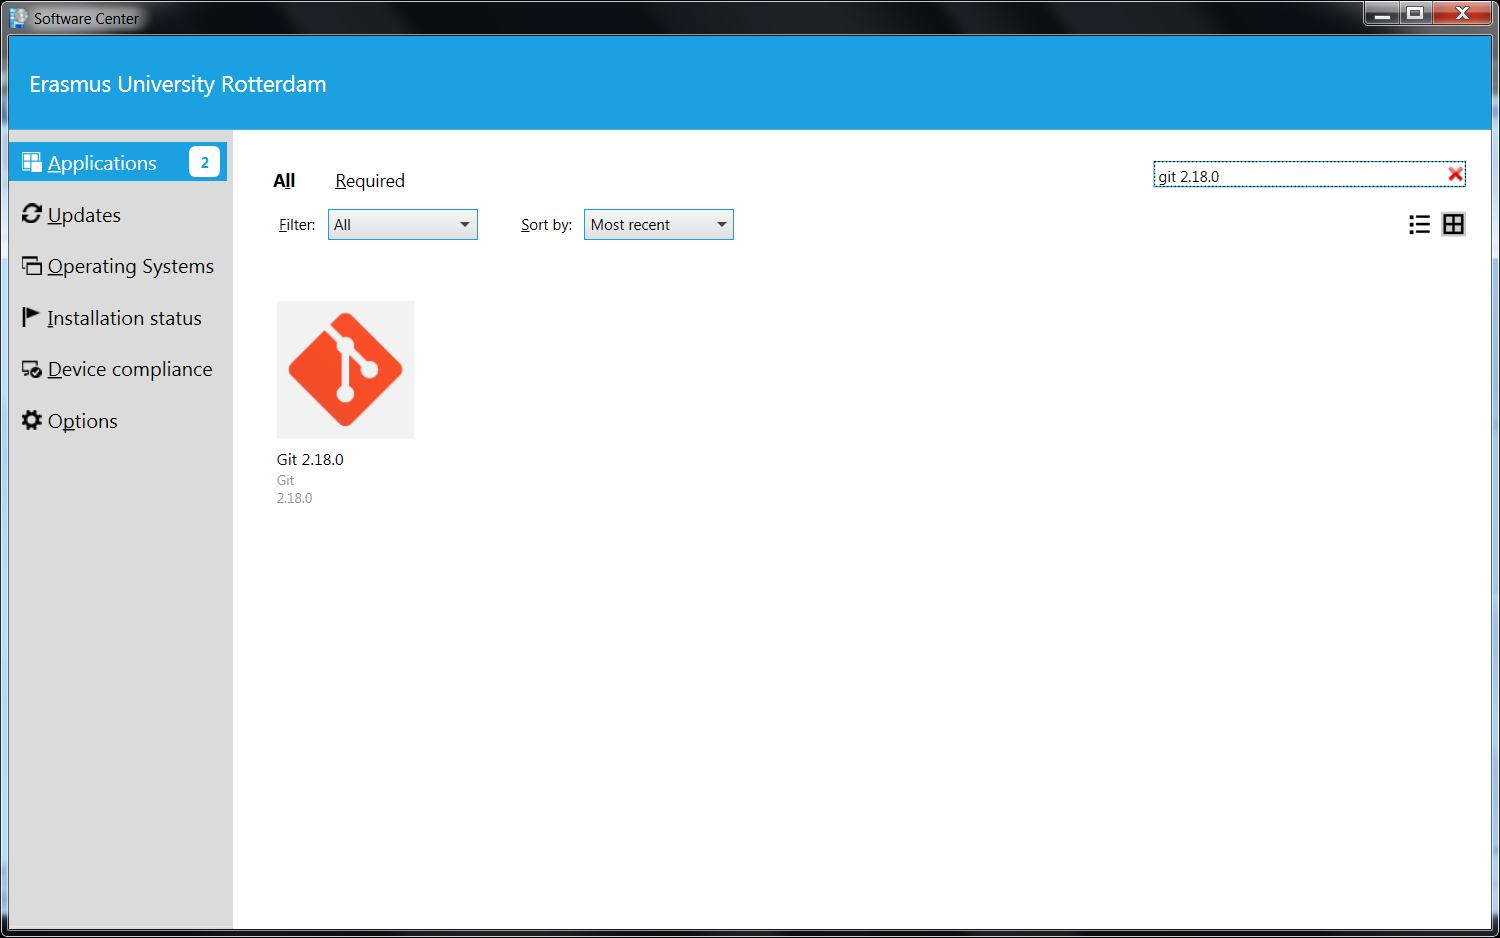 Software Center
Erasmus University Rotterdam
Applications 2
Updates
Operating Systems
Installation status
Device compliance
Options
All Required
git 2.18.0
Filter: All Sort by: Most recent
Git 2.18.0
Git
2.18.0